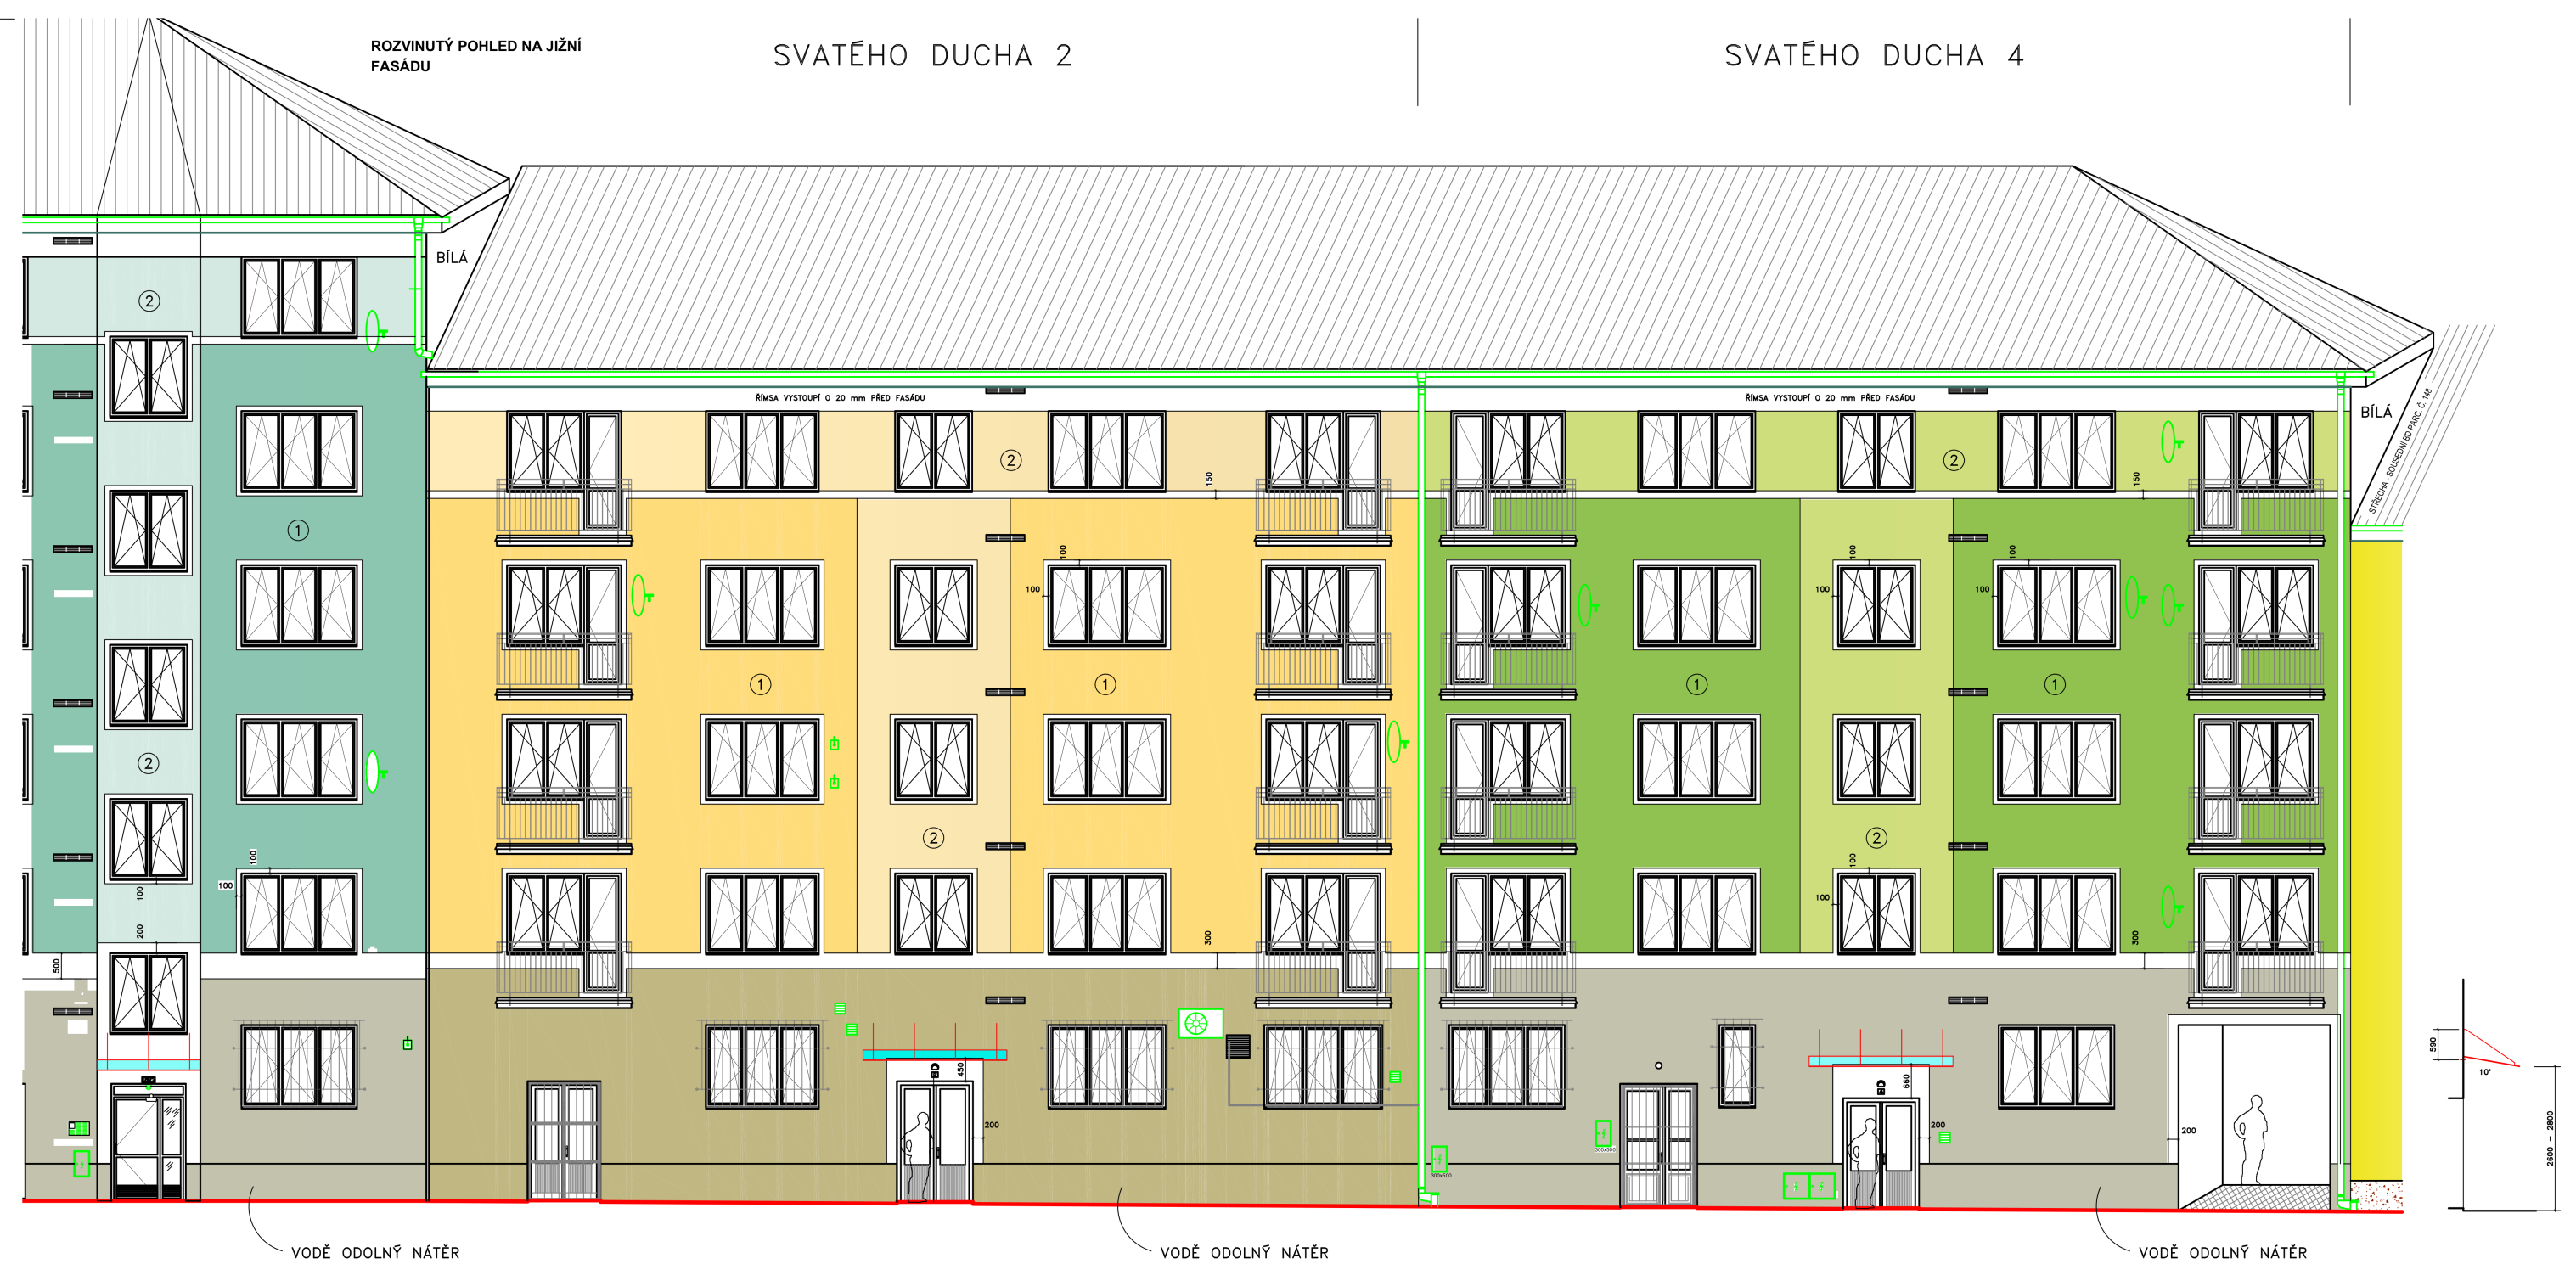 ROZVINUTÝ POHLED NA JIŽNÍ
FASÁDU
SVATÉHO DUCHA 2
SVATÉHO DUCHA 4
BÍLÁ
ŘÍMSA VYSTOUPÍ O 20 mm PŘED FASÁDU
ŘÍMSA VYSTOUPÍ O 20 mm PŘED FASÁDU
BÍLÁ
STŘECHA - SOUSEDNÍ BD PARC. Č. 148
2
2
2
150
150
1
100
100
100
100
100
100
1
1
1
1
2
2
2
100
100
100
100
100
200
300
300
500
450
660
590
10°
200
200
200
300x500
300x500
2600 - 2800
VODĚ ODOLNÝ NÁTĚR
VODĚ ODOLNÝ NÁTĚR
VODĚ ODOLNÝ NÁTĚR